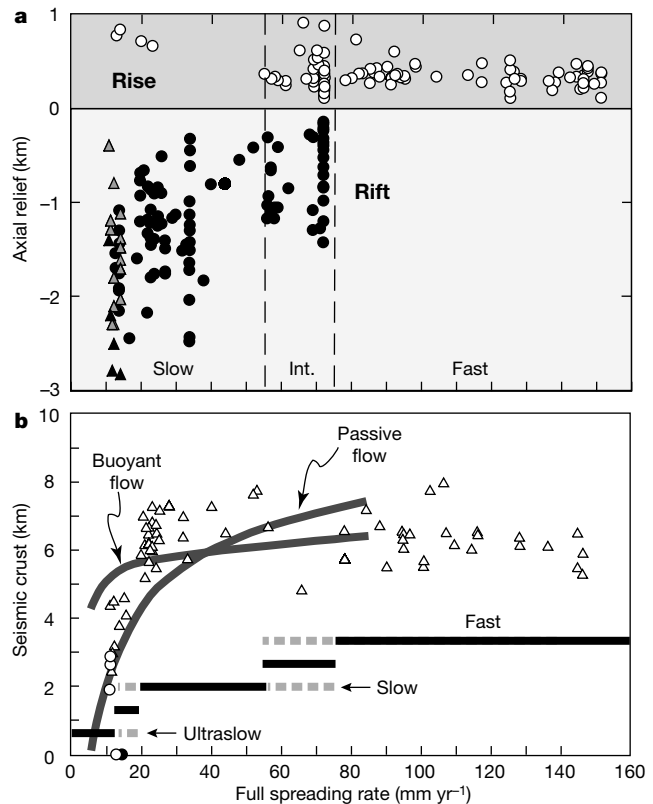 a
1
0
−1
−2
−3
Axial relief (km)
Rise
Rift
Slow
Int.
Fast
b
10
8
6
4
2
0
Seismic crust (km)
Passive
flow
Buoyant
flow
Fast
Slow
Ultraslow
0 20 40 60 80 100 120 140 160
Full spreading rate (mm yr⁻¹)